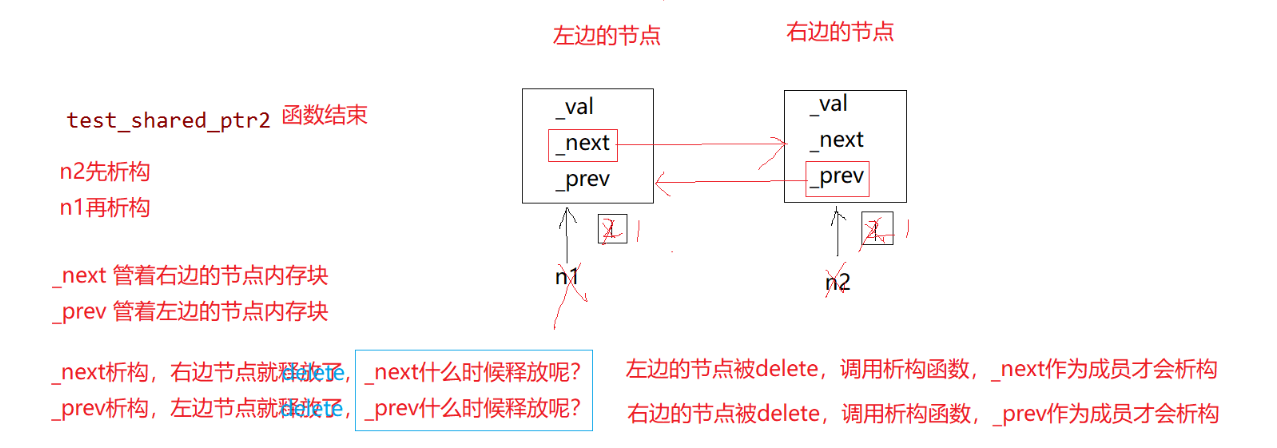 左边的节点
右边的节点
test_shared_ptr2 函数结束
n2先析构
n1再析构
_val
_next
_prev
_val
_next
_prev
1
1
n1
n2
_next 管着右边的节点内存块
_prev 管着左边的节点内存块
_next析构，右边节点就delete，_next什么时候释放呢？
左边的节点被delete，调用析构函数，_next作为成员才会析构
_prev析构，左边节点就delete，_prev什么时候释放呢？
右边的节点被delete，调用析构函数，_prev作为成员才会析构